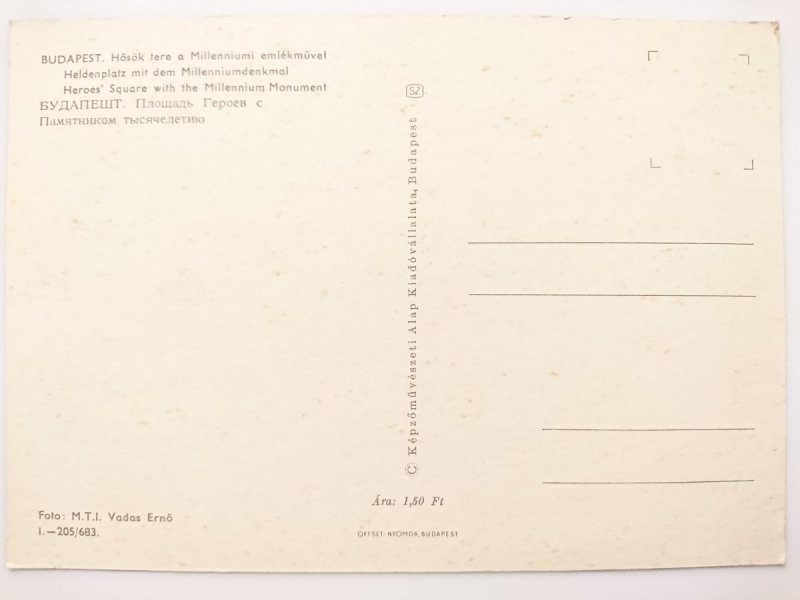 BUDAPEST. Hősök tere a Millenniumi emlékművel
Heldenplatz mit dem Millenniumdenkmal
Heroes' Square with the Millennium Monument
БУДАПЕШТ. Площадь Героев с
Памятником тысячелетию
SZ
© Képzőművészeti Alap Kiadóvállalata, Budapest
Ára: 1,50 Ft
Foto: M.T.I. Vadas Ernő
I.—205/683.
OFFSET-NYOMDA, BUDAPEST